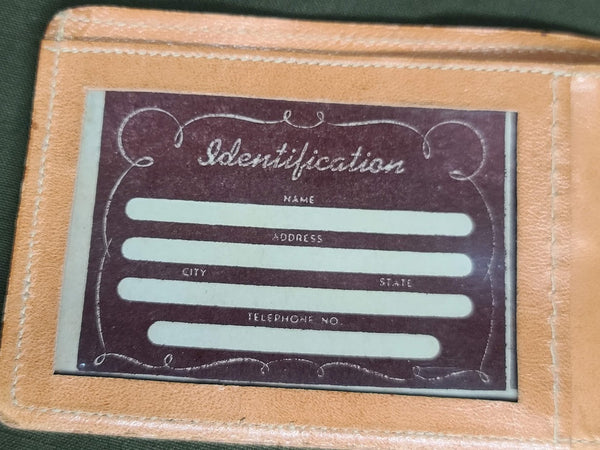 Identification
NAME
ADDRESS
CITY STATE
TELEPHONE NO.